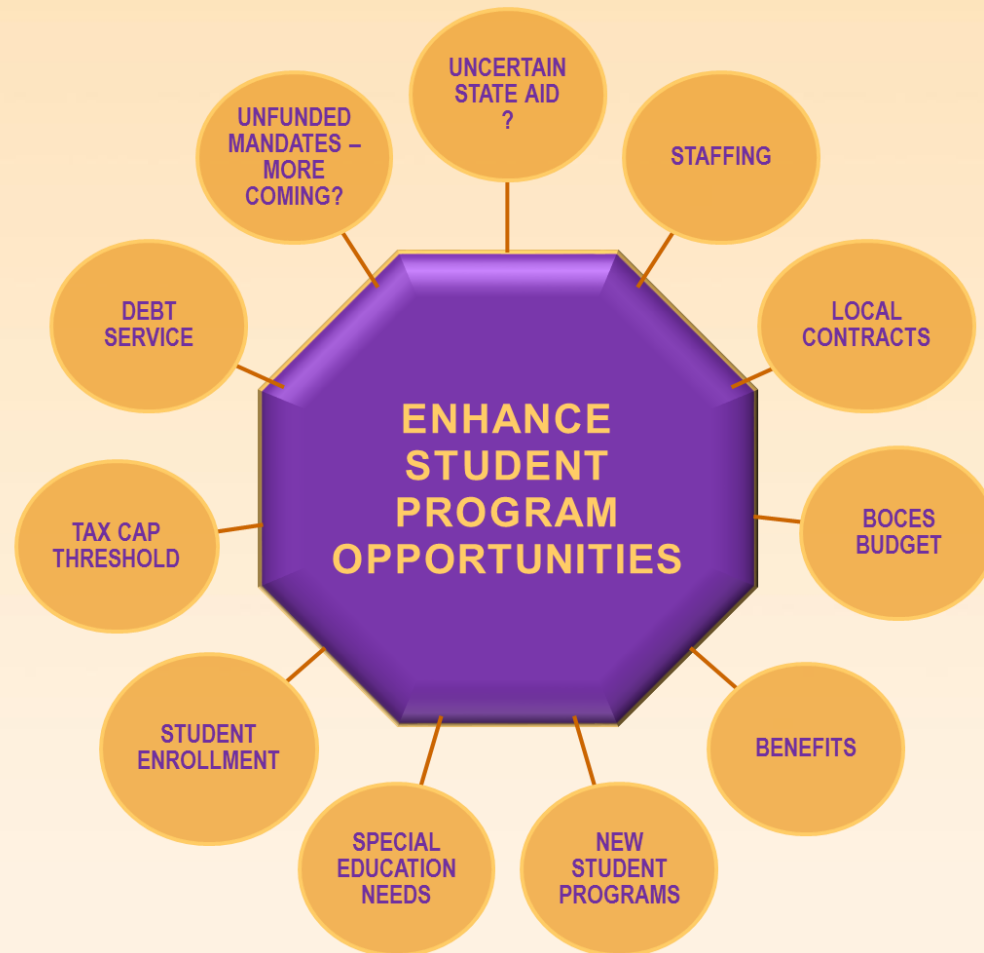 UNCERTAIN
STATE AID
?
STAFFING
LOCAL
CONTRACTS
BOCES
BUDGET
BENEFITS
NEW
STUDENT
PROGRAMS
SPECIAL
EDUCATION
NEEDS
STUDENT
ENROLLMENT
TAX CAP
THRESHOLD
DEBT
SERVICE
UNFUNDED
MANDATES –
MORE
COMING?
ENHANCE
STUDENT
PROGRAM
OPPORTUNITIES